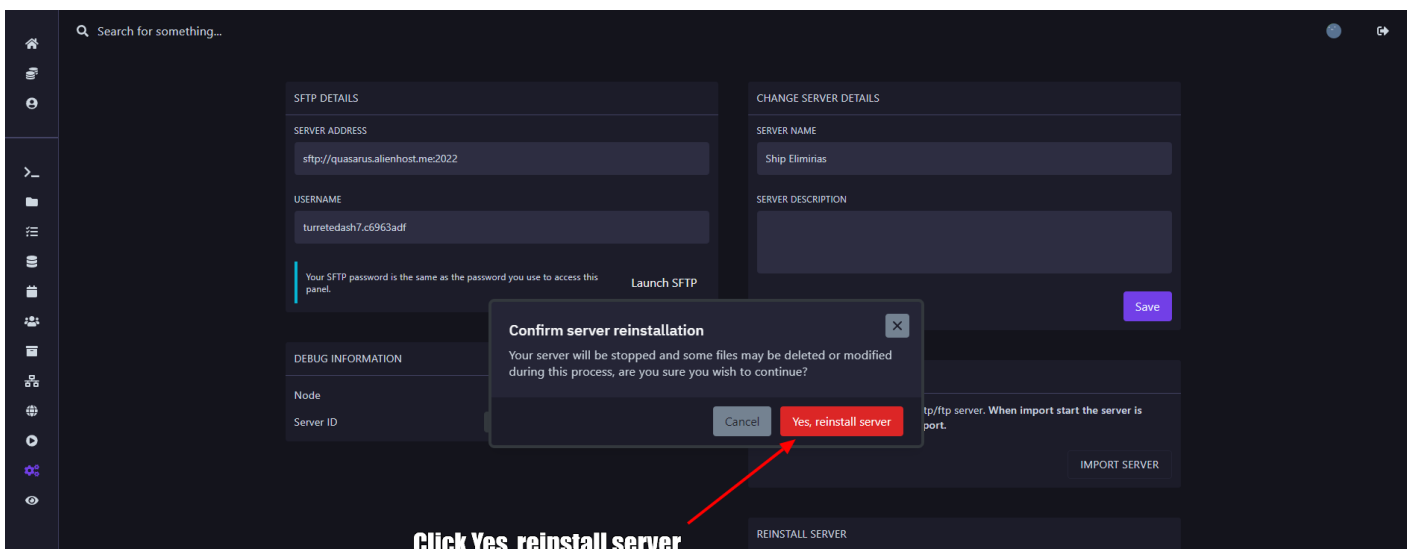 Search for something...
SFTP DETAILS
SERVER ADDRESS
sftp://quasarus.alienhost.me:2022
USERNAME
turretedash7.c6963adf
Your SFTP password is the same as the password you use to access this
panel.
Launch SFTP
CHANGE SERVER DETAILS
SERVER NAME
Ship Elimirias
SERVER DESCRIPTION
Save
Confirm server reinstallation
Your server will be stopped and some files may be deleted or modified
during this process, are you sure you wish to continue?
Cancel
Yes, reinstall server
DEBUG INFORMATION
Node
Server ID
tp/ftp server. When import start the server is
port.
IMPORT SERVER
REINSTALL SERVER
Click Yes, reinstall server